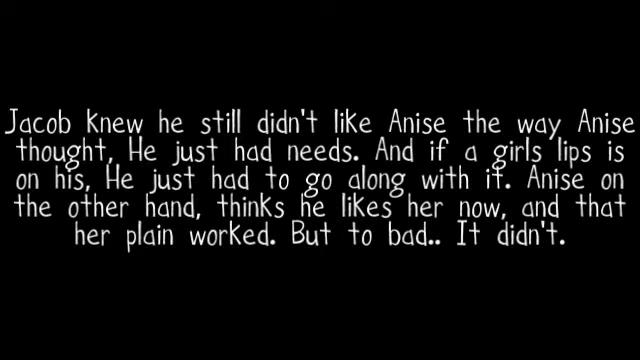 Jacob knew he still didn't like Anise the way Anise
thought, He just had needs. And if a girls lips is
on his, He just had to go along with it. Anise on
the other hand, thinks he likes her now, and that
her plain worked. But to bad.. It didn't.